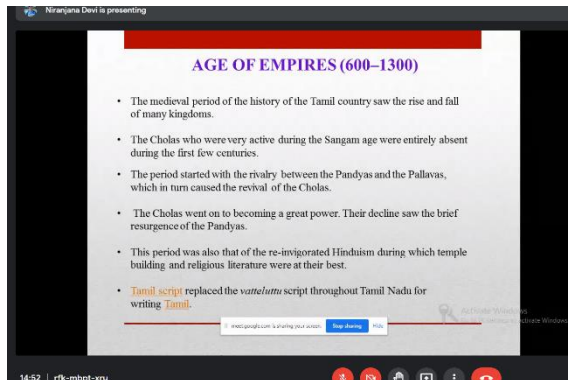 Niranjana Devi is presenting
AGE OF EMPIRES (600–1300)
• The medieval period of the history of the Tamil country saw the rise and fall
of many kingdoms.
• The Cholas who were very active during the Sangam age were entirely absent
during the first few centuries.
• The period started with the rivalry between the Pandyas and the Pallavas,
which in turn caused the revival of the Cholas.
• The Cholas went on to becoming a great power. Their decline saw the brief
resurgence of the Pandyas.
• This period was also that of the re-invigorated Hinduism during which temple
building and religious literature were at their best.
• Tamil script replaced the vatteluttu script throughout Tamil Nadu for
writing Tamil.
Activate Windows
activate Windows
meet.google.com is sharing your screen. Stop sharing Hide
14:52 | rfk-mbpt-xru